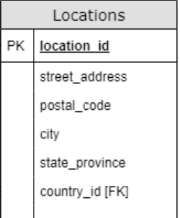 Locations
PK location_id
street_address
postal_code
city
state_province
country_id [FK]